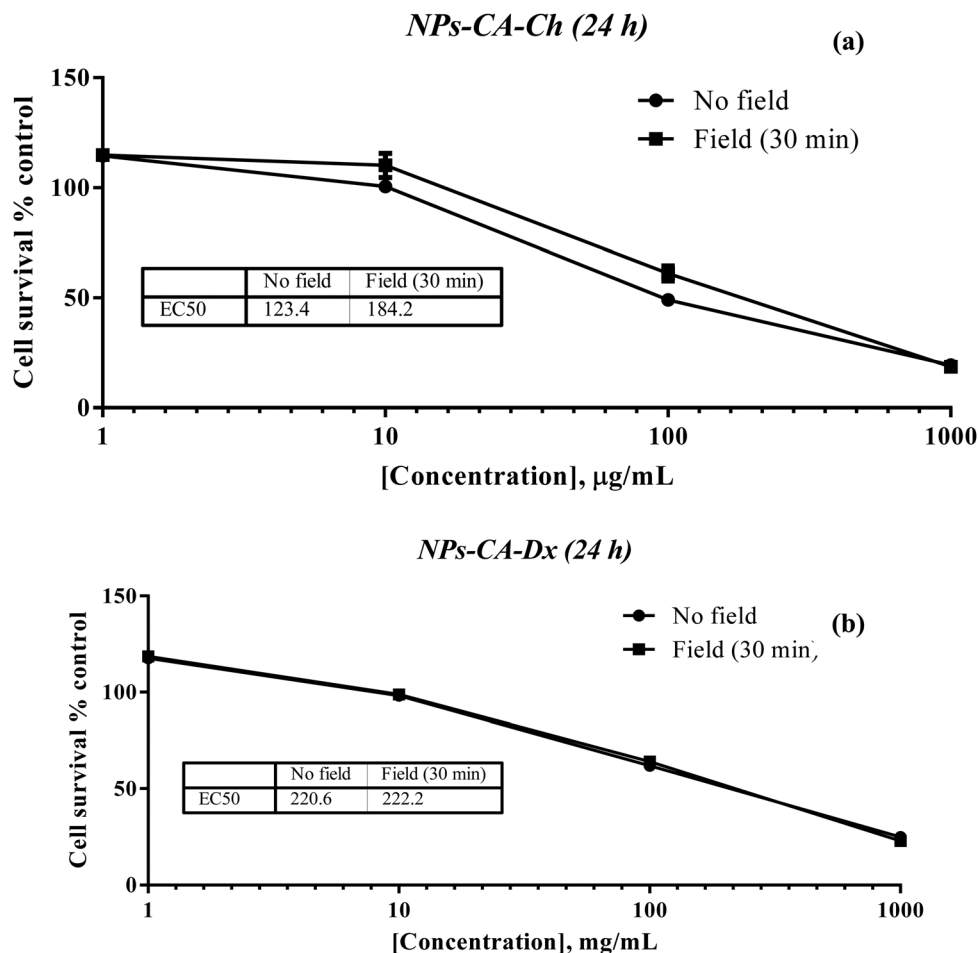 NPs-CA-Ch (24 h)
(a)
No field
Field (30 min)
150
100
50
0
Cell survival % control
No field Field (30 min)
EC50 123.4 184.2
1 10 100 1000
[Concentration], μg/mL
NPs-CA-Dx (24 h)
(b)
No field
Field (30 min)
150
100
50
0
Cell survival % control
No field Field (30 min)
EC50 220.6 222.2
1 10 100 1000
[Concentration], mg/mL